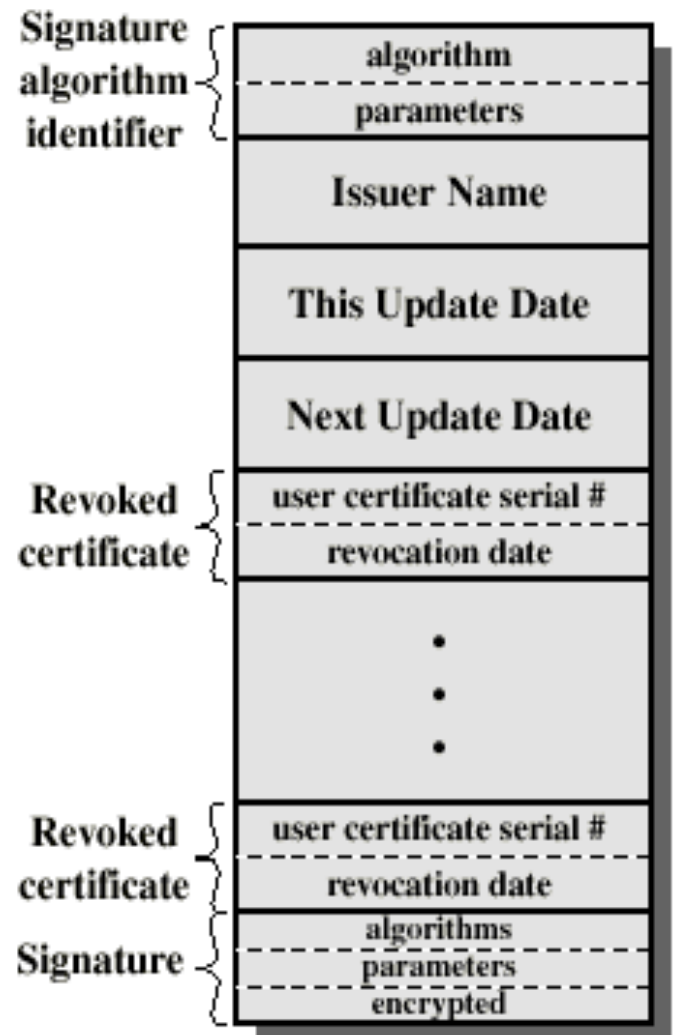 Signature
algorithm
identifier
algorithm
parameters
Issuer Name
This Update Date
Next Update Date
Revoked
certificate
user certificate serial #
revocation date
Revoked
certificate
user certificate serial #
revocation date
Signature
algorithms
parameters
encrypted